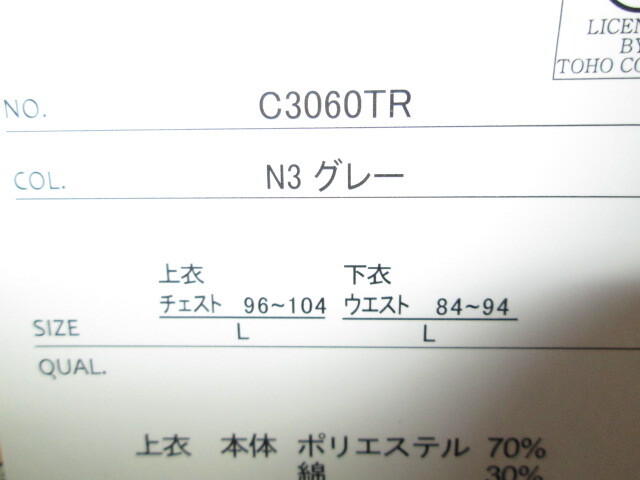 LICEN
BY
TOHO CO
NO. C3060TR
COL. N3 グレー
上衣 下衣
チェスト 96~104 ウエスト 84~94
SIZE L L
QUAL.
上衣 本体 ポリエステル 70%
綿 30%